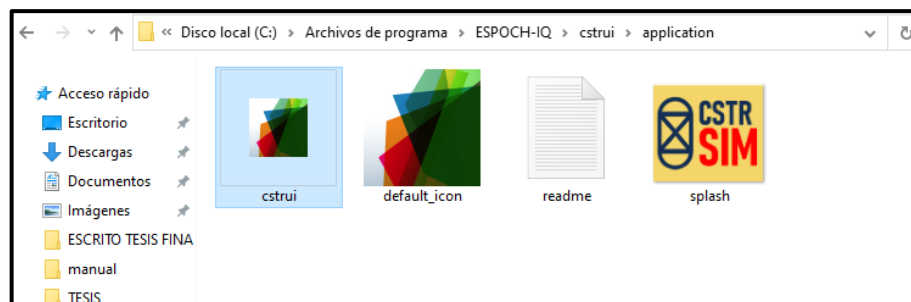 « Disco local (C:) › Archivos de programa › ESPOCH-IQ › cstrui › application
Acceso rápido
Escritorio
Descargas
Documentos
Imágenes
ESCRITO TESIS FINA
manual
TESIS
cstrui
default_icon
readme
CSTR
SIM
splash